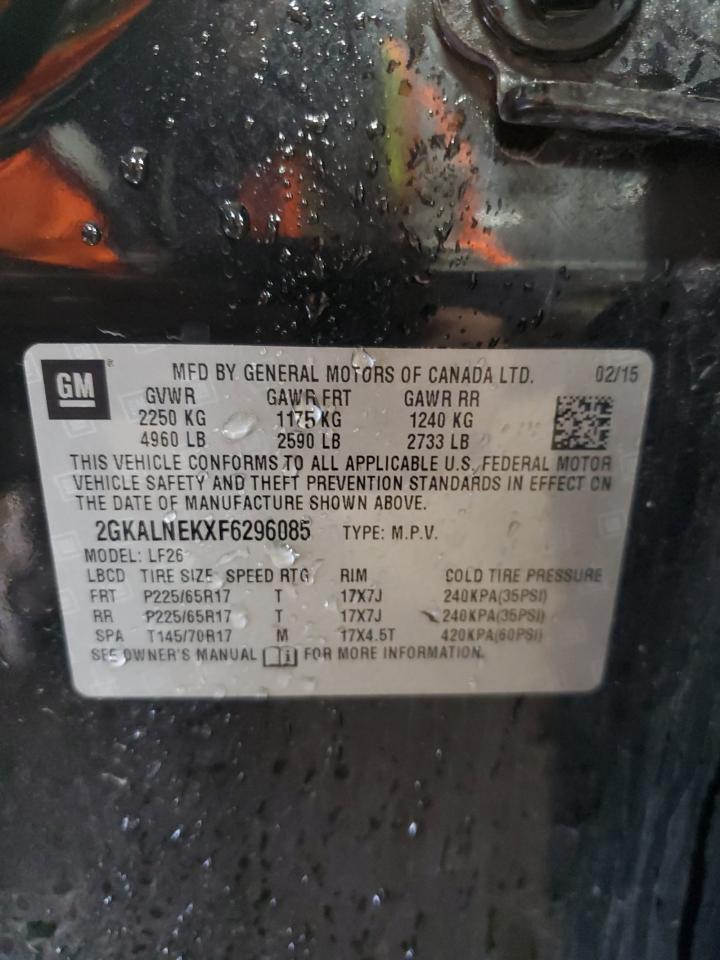 GM ® MFD BY GENERAL MOTORS OF CANADA LTD. 02/15
GVWR GAWR FRT GAWR RR
2250 KG 1175 KG 1240 KG
4960 LB 2590 LB 2733 LB
THIS VEHICLE CONFORMS TO ALL APPLICABLE U.S. FEDERAL MOTOR
VEHICLE SAFETY AND THEFT PREVENTION STANDARDS IN EFFECT ON
THE DATE OF MANUFACTURE SHOWN ABOVE.
2GKALNEKXF6296085 TYPE: M.P.V.
MODEL: LF26
LBCD TIRE SIZE SPEED RTG RIM COLD TIRE PRESSURE
FRT P225/65R17 T 17X7J 240KPA(35PSI)
RR P225/65R17 T 17X7J 240KPA(35PSI)
SPA T145/70R17 M 17X4.5T 420KPA(60PSI)
SEE OWNER'S MANUAL FOR MORE INFORMATION.